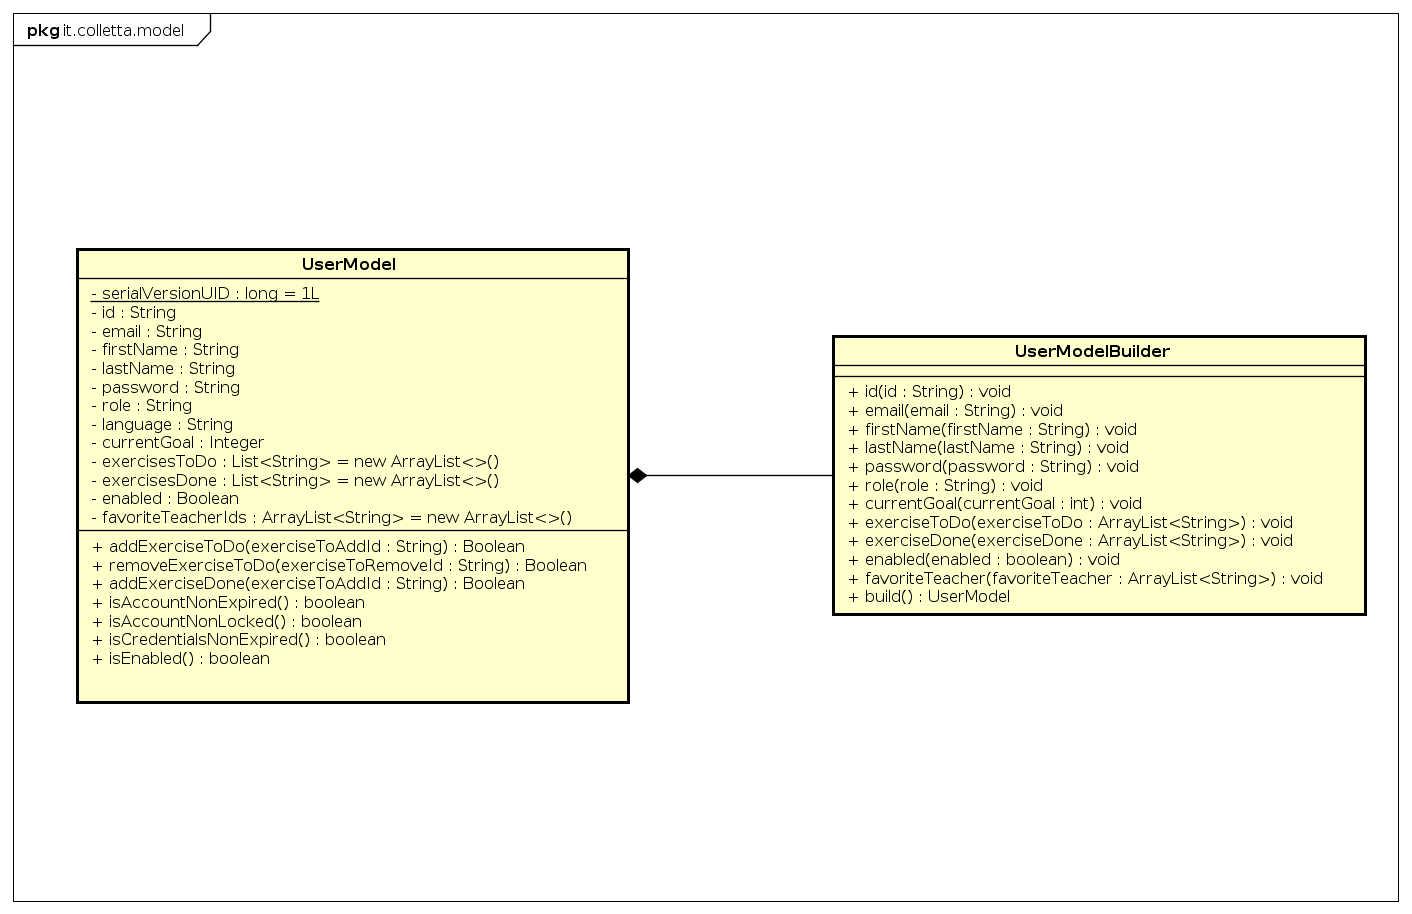 pkg it.colletta.model
UserModel
- serialVersionUID : long = 1L
- id : String
- email : String
- firstName : String
- lastName : String
- password : String
- role : String
- language : String
- currentGoal : Integer
- exercisesToDo : List<String> = new ArrayList<>()
- exercisesDone : List<String> = new ArrayList<>()
- enabled : Boolean
- favoriteTeacherIds : ArrayList<String> = new ArrayList<>()
+ addExerciseToDo(exerciseToAddId : String) : Boolean
+ removeExerciseToDo(exerciseToRemoveId : String) : Boolean
+ addExerciseDone(exerciseToAddId : String) : Boolean
+ isAccountNonExpired() : boolean
+ isAccountNonLocked() : boolean
+ isCredentialsNonExpired() : boolean
+ isEnabled() : boolean
UserModelBuilder
+ id(id : String) : void
+ email(email : String) : void
+ firstName(firstName : String) : void
+ lastName(lastName : String) : void
+ password(password : String) : void
+ role(role : String) : void
+ currentGoal(currentGoal : int) : void
+ exerciseToDo(exerciseToDo : ArrayList<String>) : void
+ exerciseDone(exerciseDone : ArrayList<String>) : void
+ enabled(enabled : boolean) : void
+ favoriteTeacher(favoriteTeacher : ArrayList<String>) : void
+ build() : UserModel